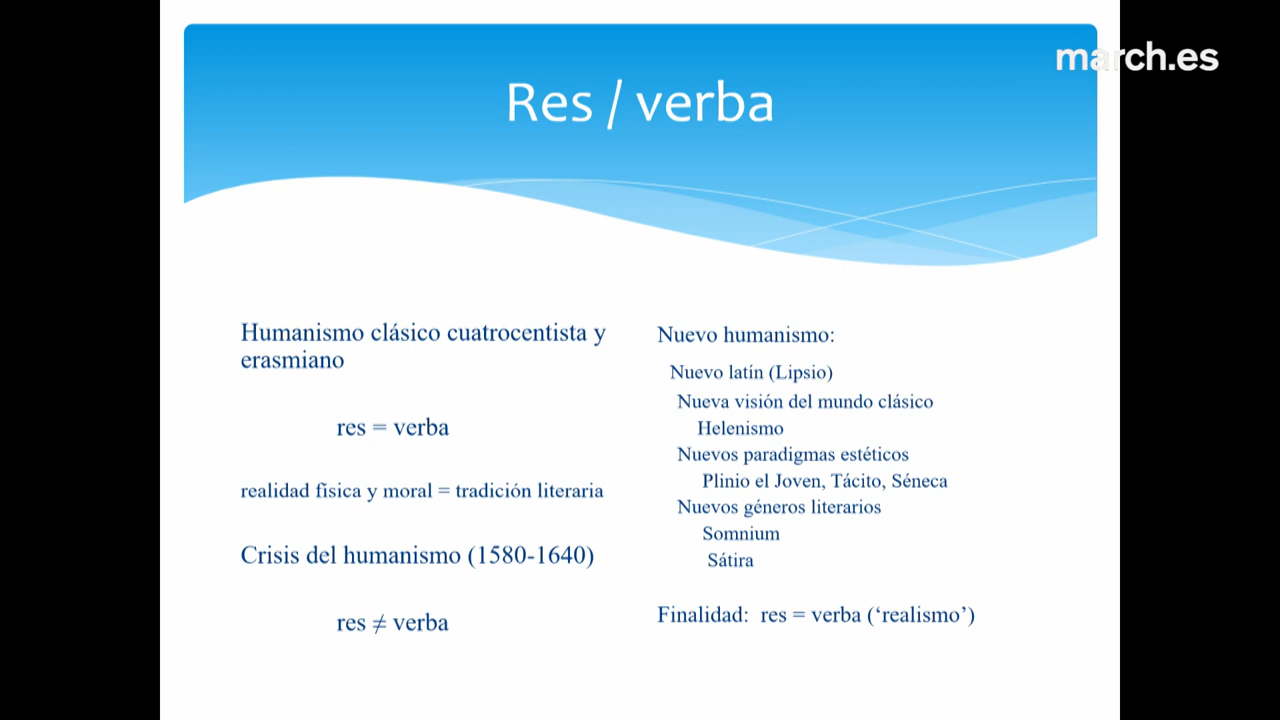 march.es
Res / verba
Humanismo clásico cuatrocentista y
erasmiano
res = verba
realidad física y moral = tradición literaria
Crisis del humanismo (1580-1640)
res ≠ verba
Nuevo humanismo:
Nuevo latín (Lipsio)
Nueva visión del mundo clásico
Helenismo
Nuevos paradigmas estéticos
Plinio el Joven, Tácito, Séneca
Nuevos géneros literarios
Somnium
Sátira
Finalidad: res = verba (‘realismo’)